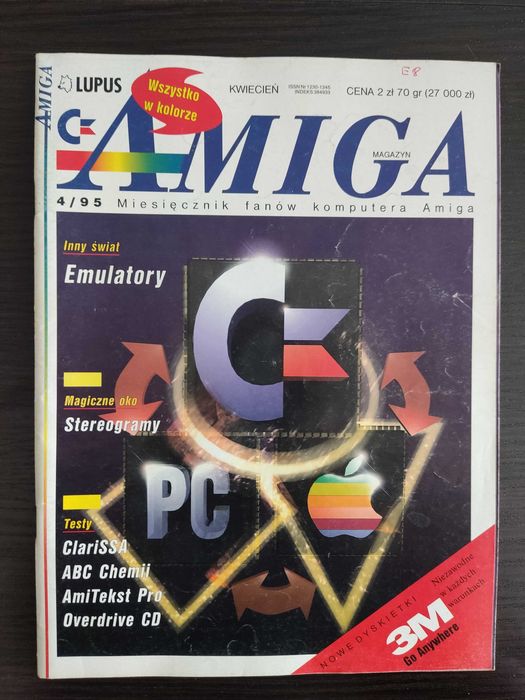 AMIGA
LUPUS
Wszystko
w kolorze
KWIECIEŃ
ISSN Nr 1230-1345
INDEKS 384933
E8
CENA 2 zł 70 gr (27 000 zł)
AMIGA
MAGAZYN
4/95 Miesięcznik fanów komputera Amiga
Inny świat
Emulatory
Magiczne oko
Stereogramy
PC
Testy
ClariSSA
ABC Chemii
AmiTekst Pro
Overdrive CD
NOWE DYSKIETKI
3M
Go Anywhere
Niezawodne
w każdych
warunkach